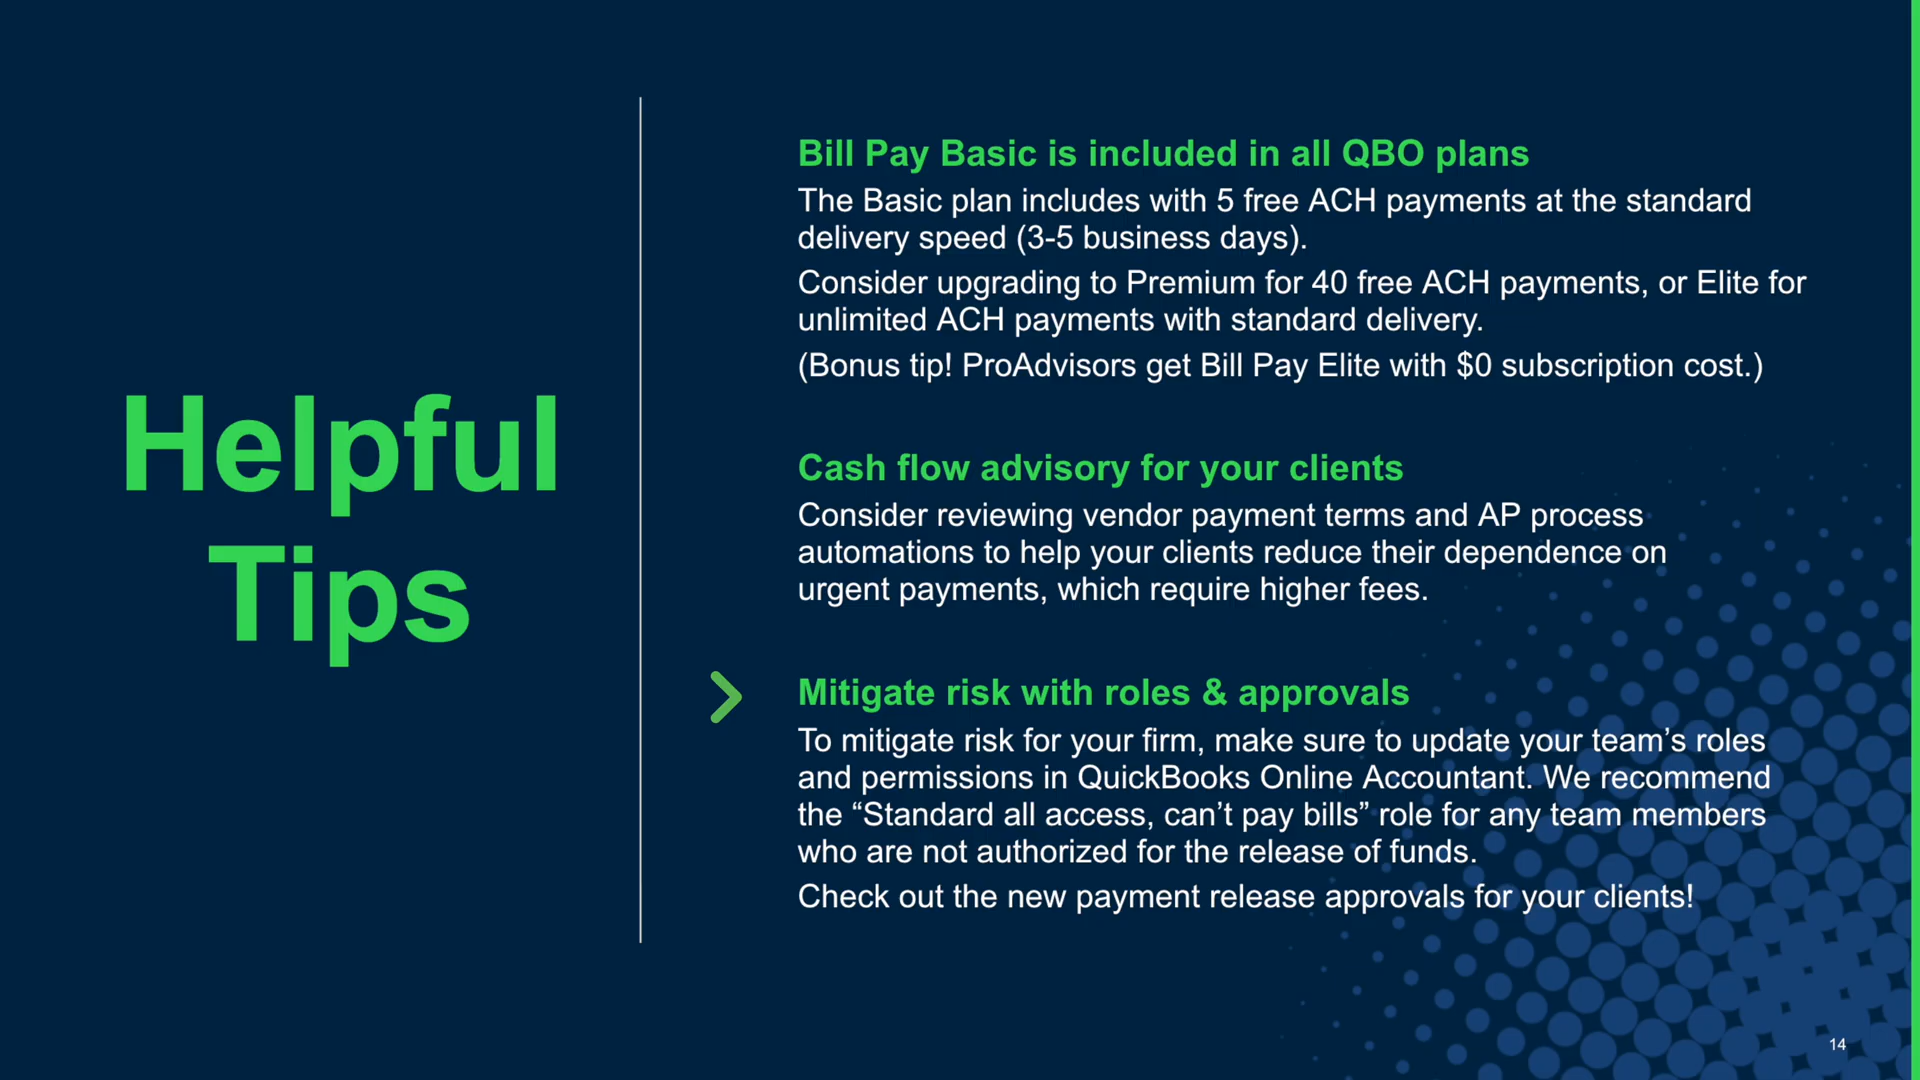 Helpful
Tips
Bill Pay Basic is included in all QBO plans
The Basic plan includes with 5 free ACH payments at the standard
delivery speed (3-5 business days).
Consider upgrading to Premium for 40 free ACH payments, or Elite for
unlimited ACH payments with standard delivery.
(Bonus tip! ProAdvisors get Bill Pay Elite with $0 subscription cost.)
Cash flow advisory for your clients
Consider reviewing vendor payment terms and AP process
automations to help your clients reduce their dependence on
urgent payments, which require higher fees.
Mitigate risk with roles & approvals
To mitigate risk for your firm, make sure to update your team’s roles
and permissions in QuickBooks Online Accountant. We recommend
the “Standard all access, can’t pay bills” role for any team members
who are not authorized for the release of funds.
Check out the new payment release approvals for your clients!
14